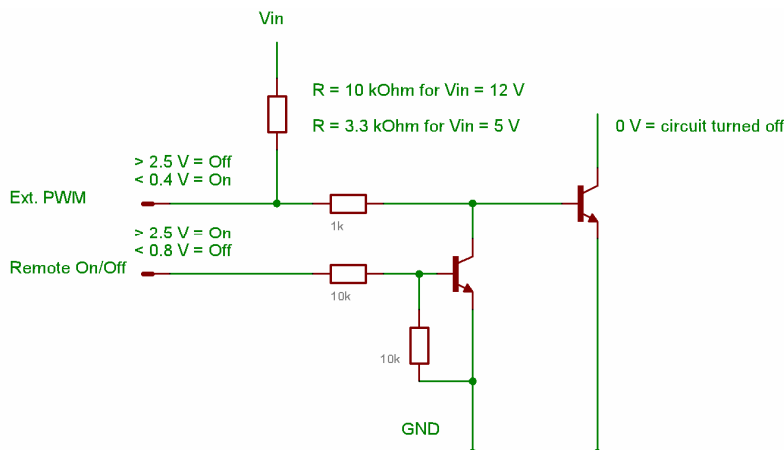 Vin
R = 10 kOhm for Vin = 12 V
R = 3.3 kOhm for Vin = 5 V
0 V = circuit turned off
> 2.5 V = Off
< 0.4 V = On
Ext. PWM
1k
> 2.5 V = On
< 0.8 V = Off
Remote On/Off
10k
10k
GND